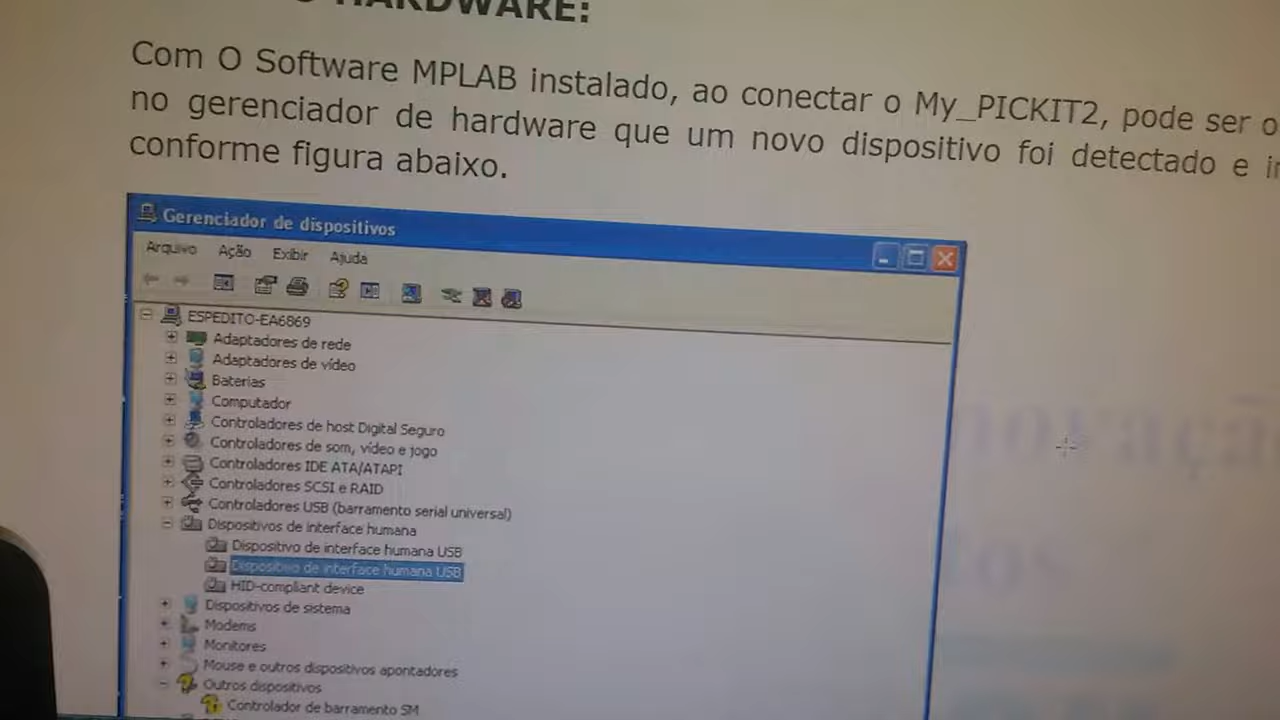 HARDWARE:
Com O Software MPLAB instalado, ao conectar o My_PICKIT2, pode ser o
no gerenciador de hardware que um novo dispositivo foi detectado e i
conforme figura abaixo.
Gerenciador de dispositivos
Arquivo Ação Exibir Ajuda
ESPEDITO-EA6869
Adaptadores de rede
Adaptadores de vídeo
Baterias
Computador
Controladores de host Digital Seguro
Controladores de som, vídeo e jogo
Controladores IDE ATA/ATAPI
Controladores SCSI e RAID
Controladores USB (barramento serial universal)
Dispositivos de interface humana
Dispositivo de interface humana USB
Dispositivo de interface humana USB
HID-compliant device
Dispositivos de sistema
Modems
Monitores
Mouse e outros dispositivos apontadores
Outros dispositivos
Controlador de barramento SM